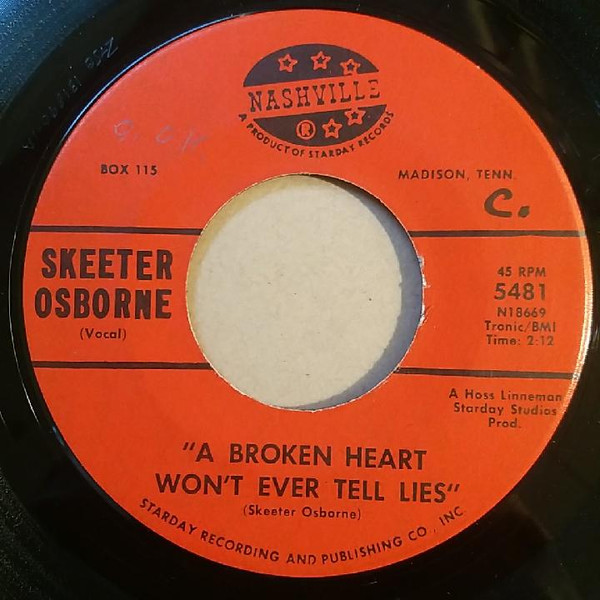 NASHVILLE
®
A PRODUCT OF STARDAY RECORDS
BOX 115
MADISON, TENN.
C.
SKEETER
OSBORNE
(Vocal)
45 RPM
5481
N18669
Tronic/BMI
Time: 2:12
A Hoss Linneman
Starday Studios
Prod.
"A BROKEN HEART
WON'T EVER TELL LIES"
(Skeeter Osborne)
STARDAY RECORDING AND PUBLISHING CO., INC.